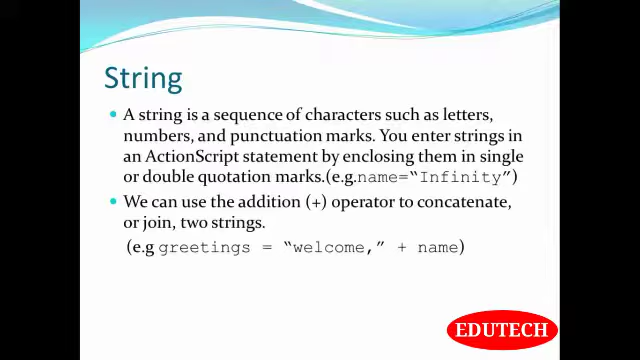 String
• A string is a sequence of characters such as letters,
numbers, and punctuation marks. You enter strings in
an ActionScript statement by enclosing them in single
or double quotation marks.(e.g.name=“Infinity”)
• We can use the addition (+) operator to concatenate,
or join, two strings.
(e.g greetings = “welcome,” + name)
EDUTECH